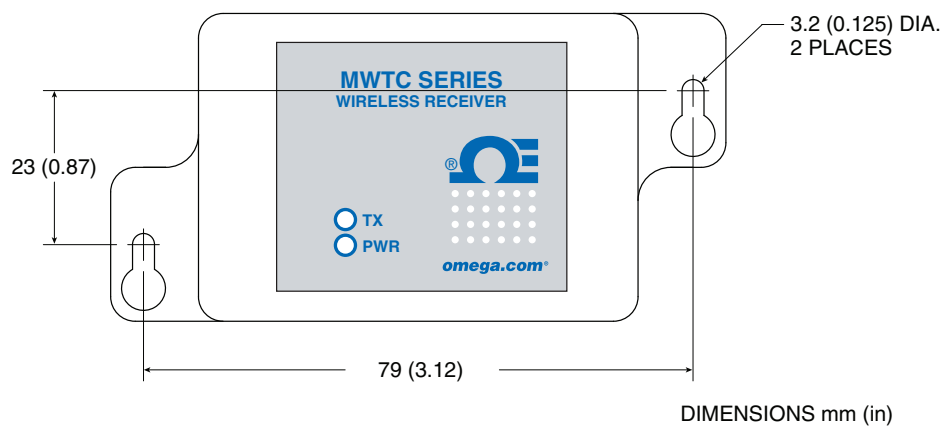 3.2 (0.125) DIA.
2 PLACES
MWTC SERIES
WIRELESS RECEIVER
23 (0.87)
®
TX
PWR
omega.com®
79 (3.12)
DIMENSIONS mm (in)